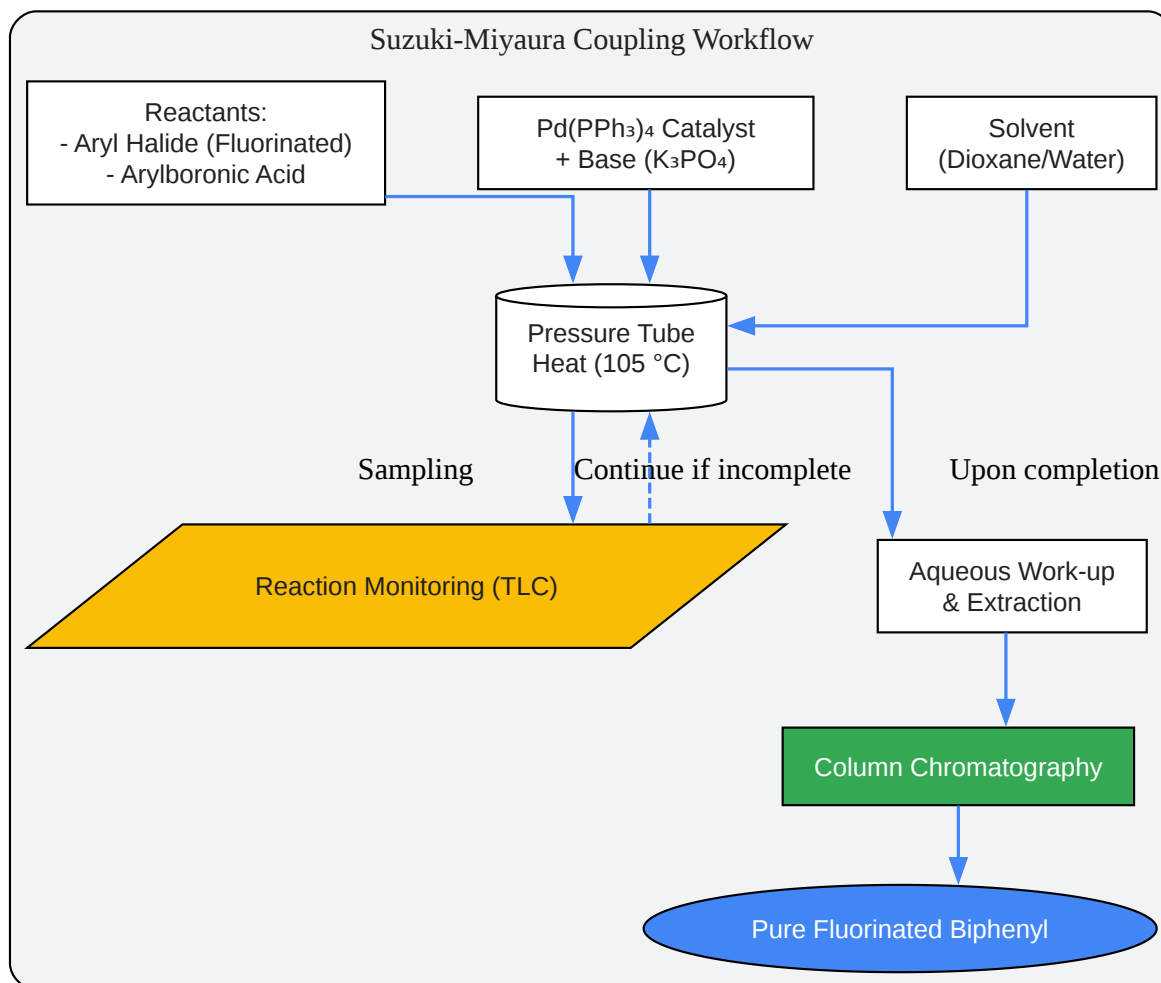 Suzuki-Miyaura Coupling Workflow
Reactants:
- Aryl Halide (Fluorinated)
- Arylboronic Acid
Pd(PPh₃)₄ Catalyst
+ Base (K₃PO₄)
Solvent
(Dioxane/Water)
Pressure Tube
Heat (105 °C)
Sampling
Continue if incomplete
Upon completion
Reaction Monitoring (TLC)
Aqueous Work-up
& Extraction
Column Chromatography
Pure Fluorinated Biphenyl